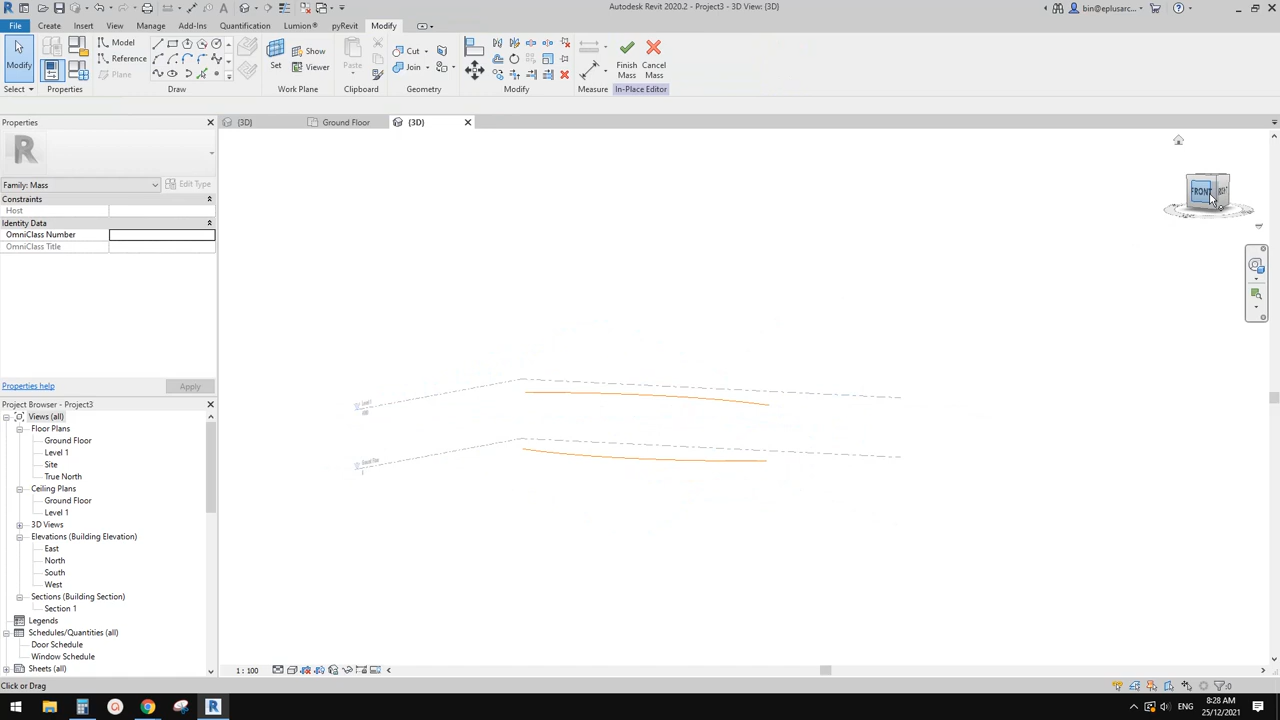 Autodesk Revit 2020.2 - Project3 - 3D View: {3D}
bin@eplusarc...
File Create Insert View Manage Add-Ins Quantification Lumion® pyRevit Modify
Modify
Model
Reference
Plane
Set
Show
Viewer
Paste
Cut
Join
Finish
Mass
Cancel
Mass
Select Properties Draw Work Plane Clipboard Geometry Modify Measure In-Place Editor
Properties
{3D} Ground Floor {3D}
Family: Mass Edit Type
Constraints
Host
Identity Data
OmniClass Number
OmniClass Title
FRONT
Level 1
Properties help Apply
Project Browser - Project3
Views (all)
Floor Plans
Ground Floor
Level 1
Site
True North
Ceiling Plans
Ground Floor
Level 1
3D Views
Elevations (Building Elevation)
East
North
South
West
Sections (Building Section)
Section 1
Legends
Schedules/Quantities (all)
Door Schedule
Window Schedule
Sheets (all)
1 : 100
Click or Drag
:0
ENG
8:28 AM
25/12/2021